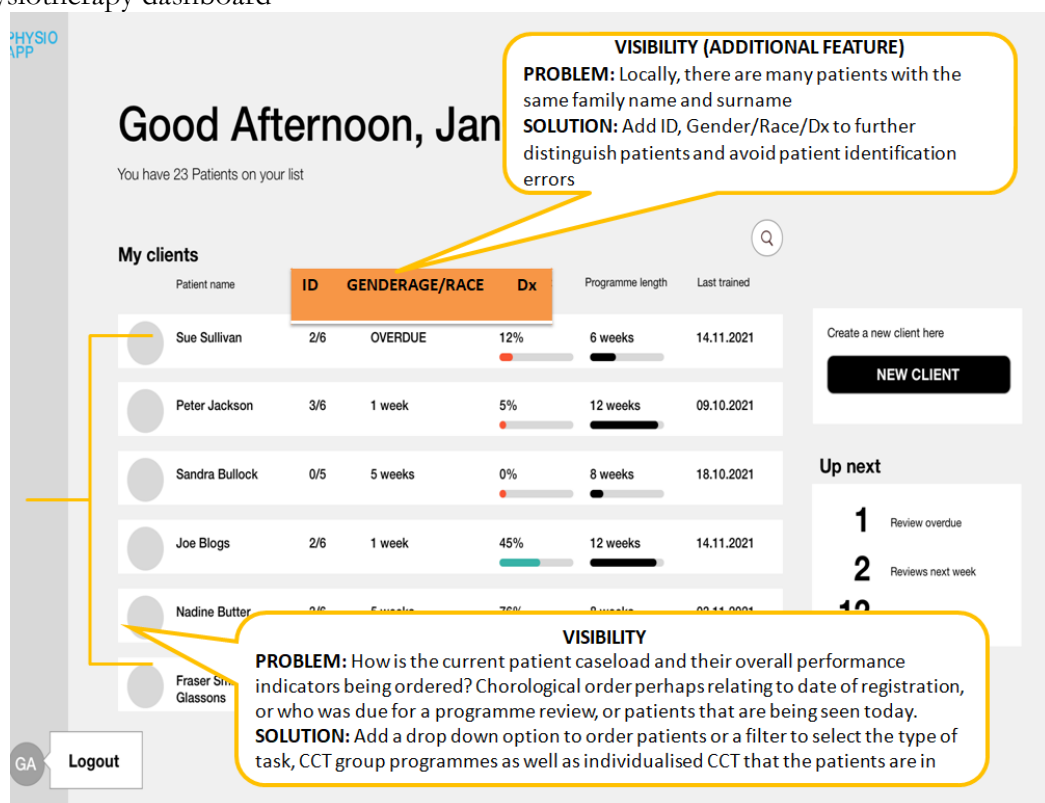 physiotherapy dashboard
PHYSIO
APP
VISIBILITY (ADDITIONAL FEATURE)
PROBLEM: Locally, there are many patients with the
same family name and surname
SOLUTION: Add ID, Gender/Race/Dx to further
distinguish patients and avoid patient identification
errors
Good Afternoon, Jan
You have 23 Patients on your list
My clients
Patient name ID GENDERAGE/RACE Dx Programme length Last trained
Sue Sullivan 2/6 OVERDUE 12% 6 weeks 14.11.2021
Peter Jackson 3/6 1 week 5% 12 weeks 09.10.2021
Sandra Bullock 0/5 5 weeks 0% 8 weeks 18.10.2021
Joe Blogs 2/6 1 week 45% 12 weeks 14.11.2021
Nadine Butter
Fraser
Glassons
Create a new client here
NEW CLIENT
Up next
1 Review overdue
2 Reviews next week
VISIBILITY
PROBLEM: How is the current patient caseload and their overall performance
indicators being ordered? Chorological order perhaps relating to date of registration,
or who was due for a programme review, or patients that are being seen today.
SOLUTION: Add a drop down option to order patients or a filter to select the type of
task, CCT group programmes as well as individualised CCT that the patients are in
GA Logout